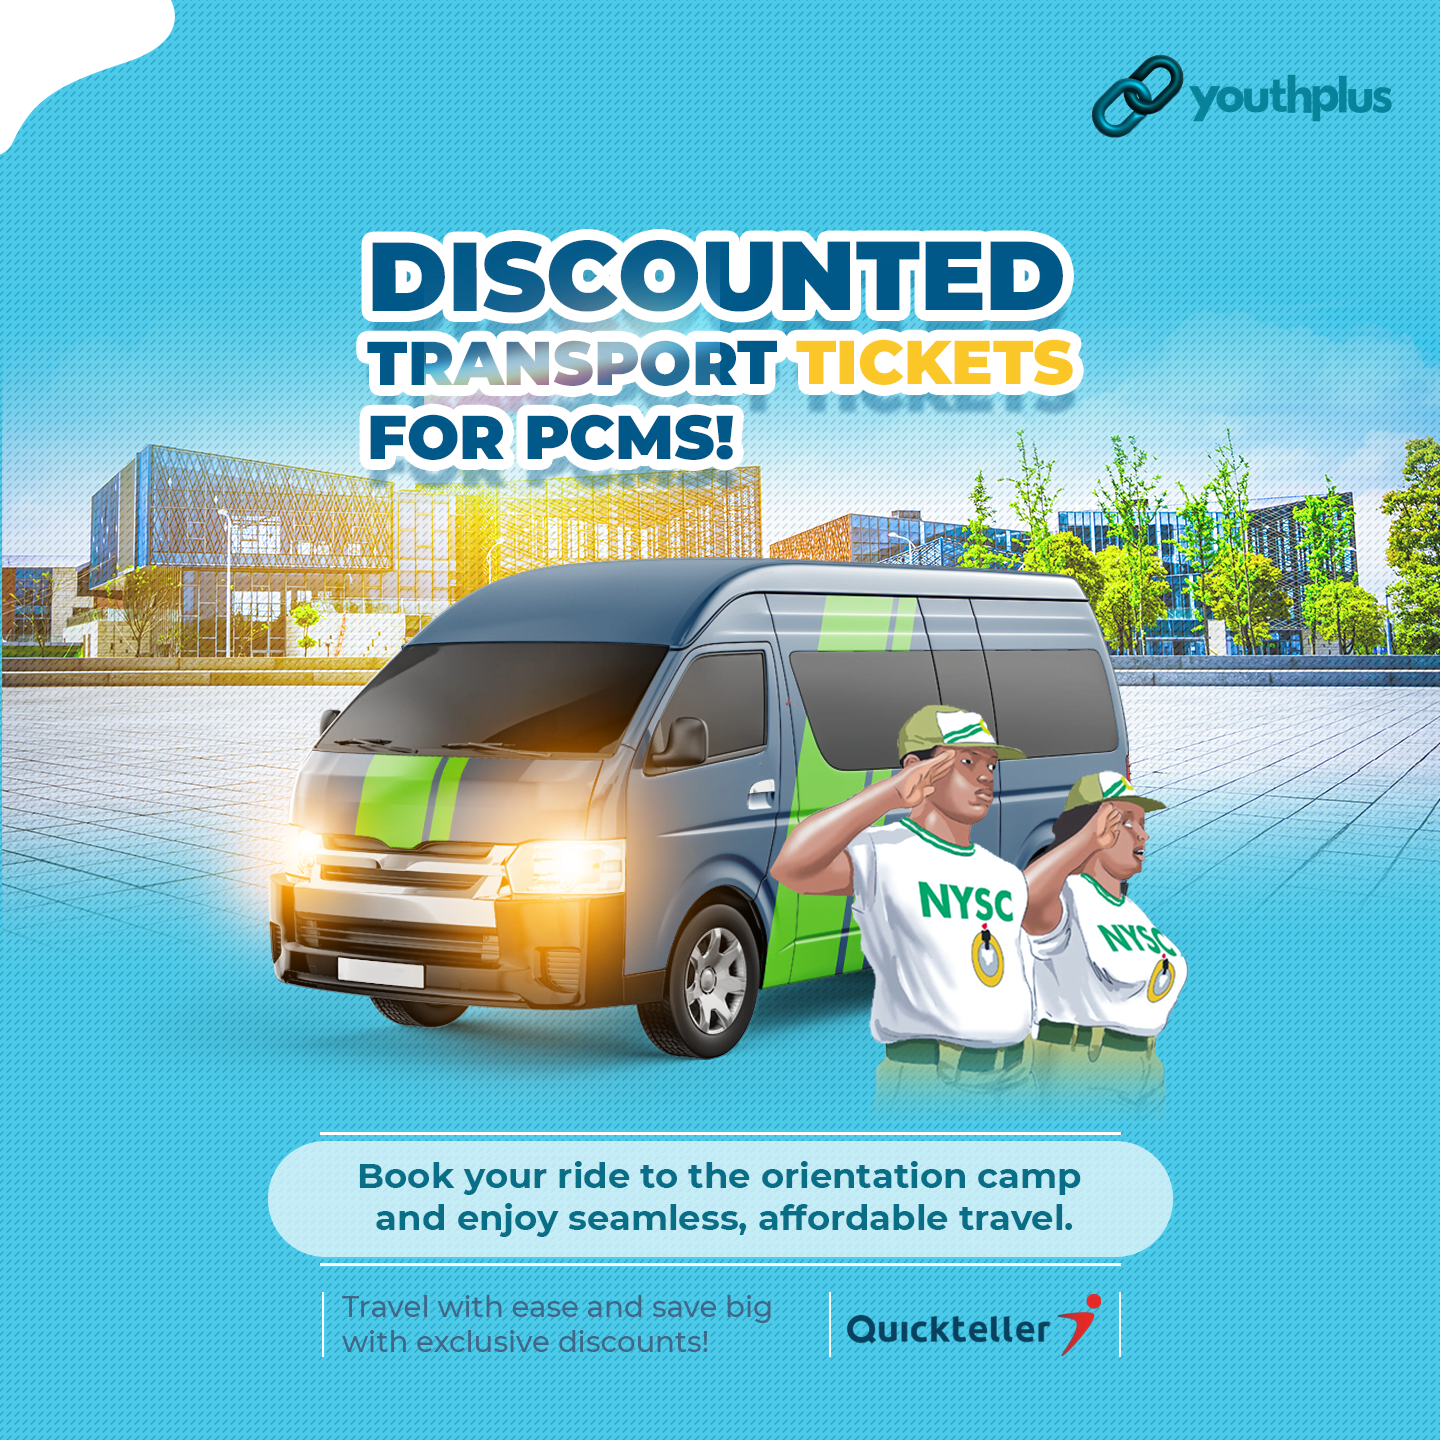 youthplus
DISCOUNTED
TRANSPORT TICKETS
FOR PCMS!
NYSC
NYSC
Book your ride to the orientation camp
and enjoy seamless, affordable travel.
Travel with ease and save big
with exclusive discounts!
Quickteller